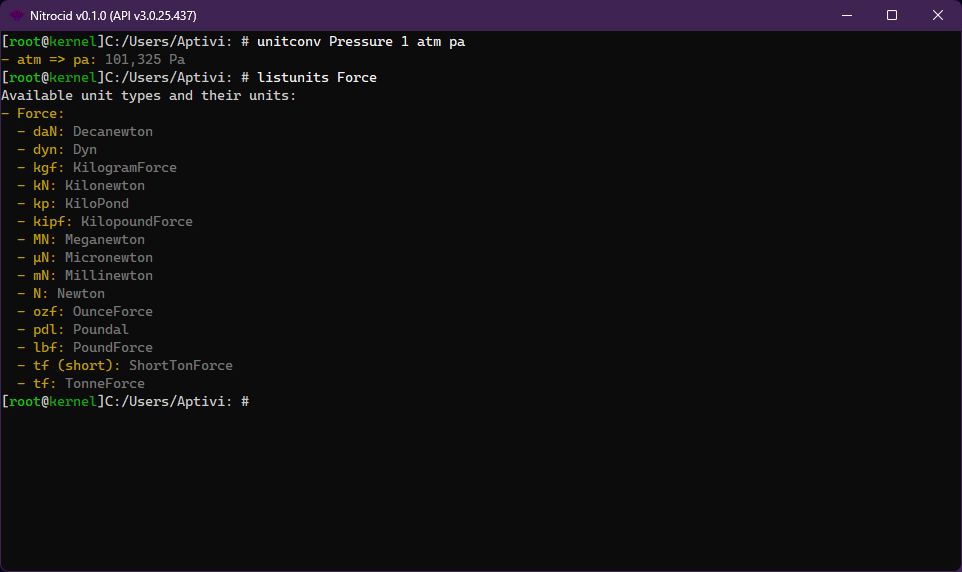 Nitrocid v0.1.0 (API v3.0.25.437)
[root@kernel]C:/Users/Aptivi: # unitconv Pressure 1 atm pa
- atm => pa: 101,325 Pa
[root@kernel]C:/Users/Aptivi: # listunits Force
Available unit types and their units:
- Force:
  - daN: Decanewton
  - dyn: Dyn
  - kgf: KilogramForce
  - kN: Kilonewton
  - kp: KiloPond
  - kipf: KilopoundForce
  - MN: Meganewton
  - µN: Micronewton
  - mN: Millinewton
  - N: Newton
  - ozf: OunceForce
  - pdl: Poundal
  - lbf: PoundForce
  - tf (short): ShortTonForce
  - tf: TonneForce
[root@kernel]C:/Users/Aptivi: #